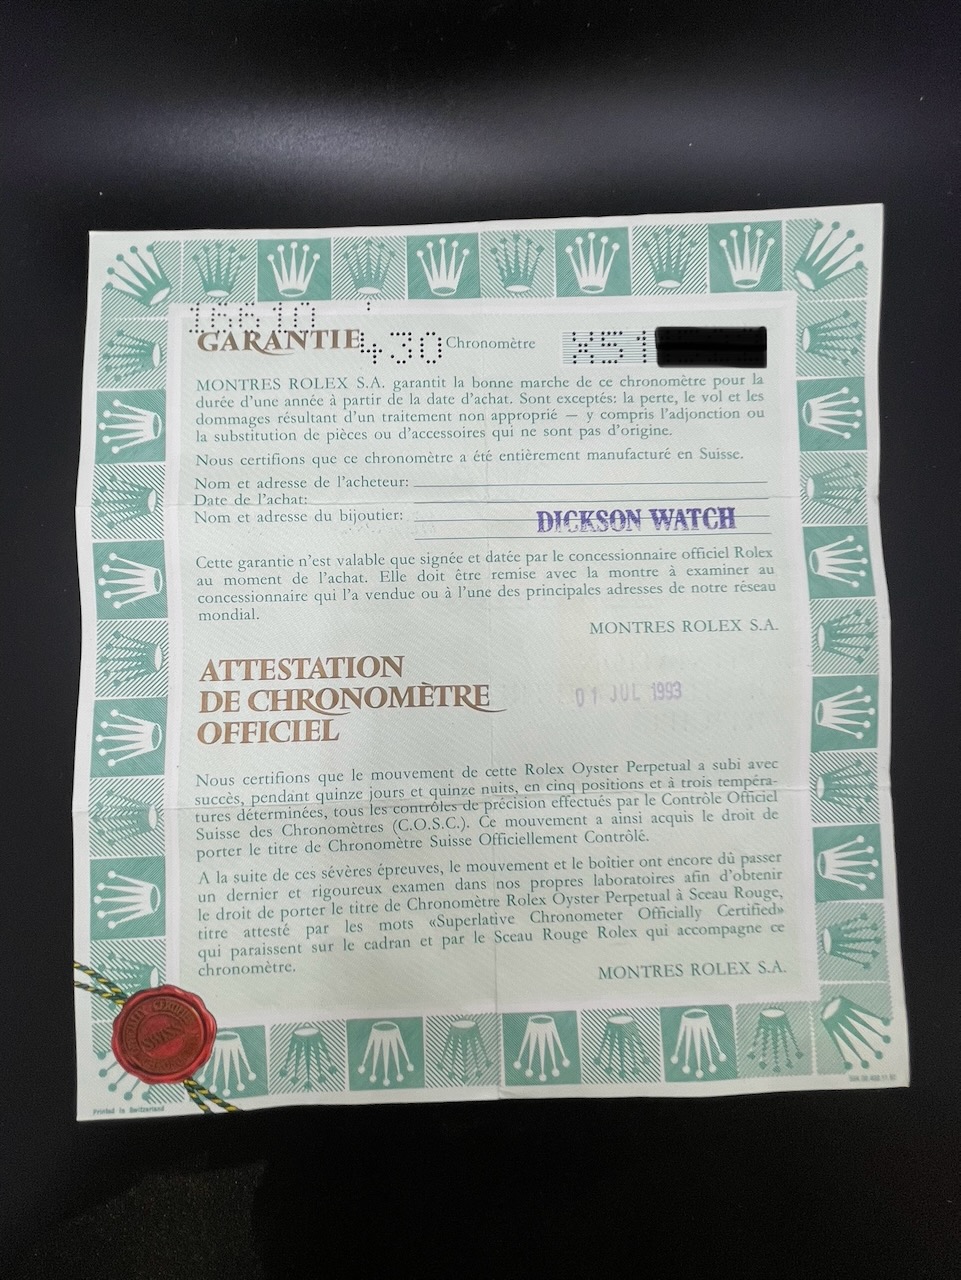 16610
GARANTIE 430 Chronomètre X51
MONTRES ROLEX S.A. garantit la bonne marche de ce chronomètre pour la
durée d'une année à partir de la date d'achat. Sont exceptés: la perte, le vol et les
dommages résultant d'un traitement non approprié — y compris l'adjonction ou
la substitution de pièces ou d'accessoires qui ne sont pas d'origine.
Nous certifions que ce chronomètre a été entièrement manufacturé en Suisse.
Nom et adresse de l'acheteur:
Date de l'achat:
Nom et adresse du bijoutier: DICKSON WATCH
Cette garantie n'est valable que signée et datée par le concessionnaire officiel Rolex
au moment de l'achat. Elle doit être remise avec la montre à examiner au
concessionnaire qui l'a vendue ou à l'une des principales adresses de notre réseau
mondial.
MONTRES ROLEX S.A.
ATTESTATION
DE CHRONOMÈTRE 01 JUL 1993
OFFICIEL
Nous certifions que le mouvement de cette Rolex Oyster Perpetual a subi avec
succès, pendant quinze jours et quinze nuits, en cinq positions et à trois tempéra-
tures déterminées, tous les contrôles de précision effectués par le Contrôle Officiel
Suisse des Chronomètres (C.O.S.C.). Ce mouvement a ainsi acquis le droit de
porter le titre de Chronomètre Suisse Officiellement Contrôlé.
A la suite de ces sévères épreuves, le mouvement et le boîtier ont encore dû passer
un dernier et rigoureux examen dans nos propres laboratoires afin d'obtenir
le droit de porter le titre de Chronomètre Rolex Oyster Perpetual à Sceau Rouge,
titre attesté par les mots «Superlative Chronometer Officially Certified»
qui paraissent sur le cadran et par le Sceau Rouge Rolex qui accompagne ce
chronomètre.
MONTRES ROLEX S.A.
SWISS
Printed in Switzerland